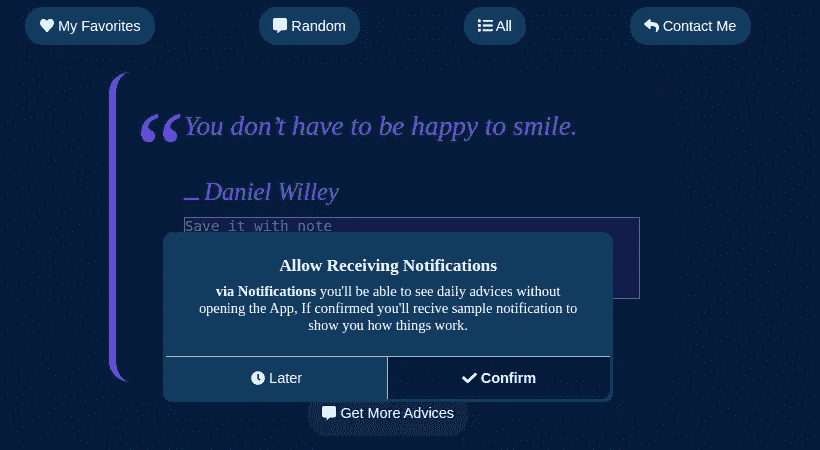 My Favorites
Random
All
Contact Me
“ You don’t have to be happy to smile.
_ Daniel Willey
Save it with note
Allow Receiving Notifications
via Notifications you'll be able to see daily advices without
opening the App, If confirmed you'll recive sample notification to
show you how things work.
Later
Confirm
Get More Advices